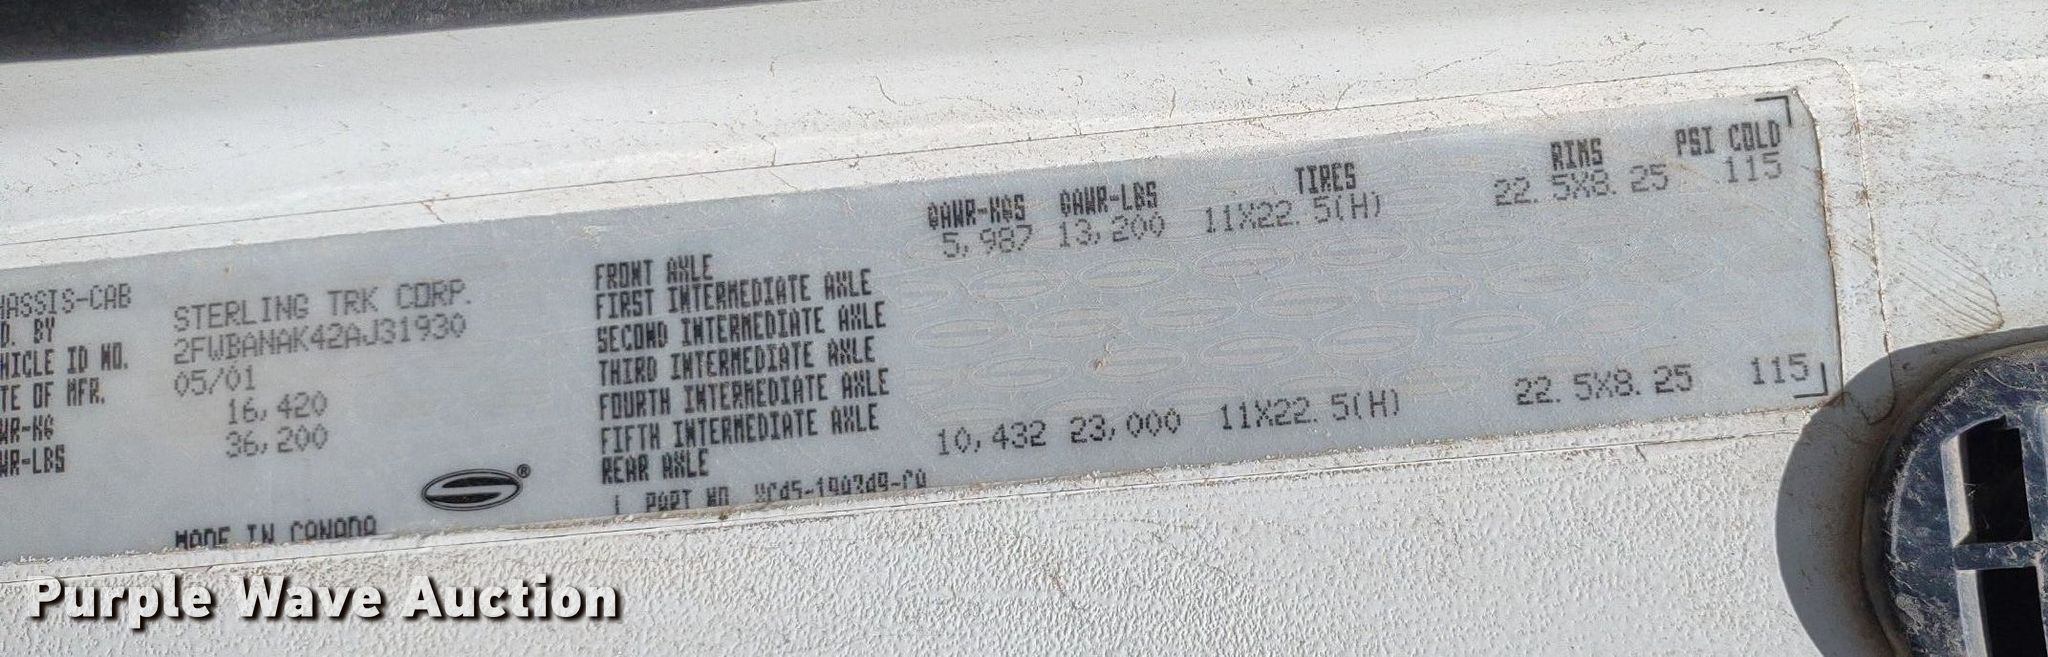 HASSIS-CAB
D. BY STERLING TRK CORP.
HICLE ID NO. 2FWBANAK42AJ31930
TE OF MFR. 05/01
WR-KG 16,420
WR-LBS 36,200
MADE IN CANADA
GAWR-KGS GAWR-LBS TIRES RIMS PSI COLD
FRONT AXLE 5,987 13,200 11X22.5(H) 22.5X8.25 115
FIRST INTERMEDIATE AXLE
SECOND INTERMEDIATE AXLE
THIRD INTERMEDIATE AXLE
FOURTH INTERMEDIATE AXLE
FIFTH INTERMEDIATE AXLE
REAR AXLE 10,432 23,000 11X22.5(H) 22.5X8.25 115
PART NO.
Purple Wave Auction